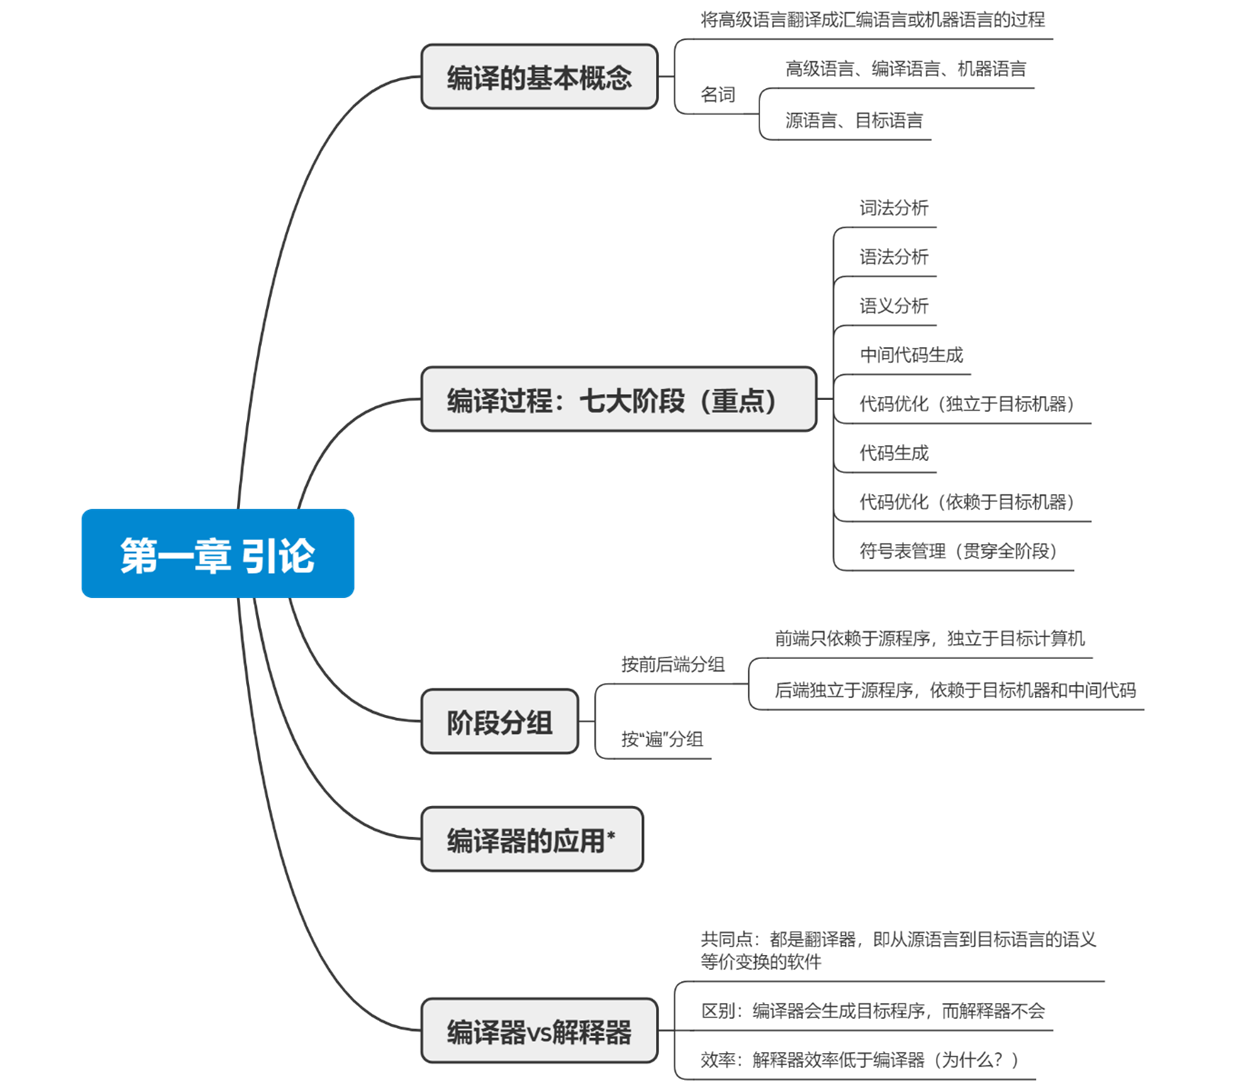 第一章 引论
编译的基本概念
将高级语言翻译成汇编语言或机器语言的过程
名词
高级语言、编译语言、机器语言
源语言、目标语言
编译过程：七大阶段（重点）
词法分析
语法分析
语义分析
中间代码生成
代码优化（独立于目标机器）
代码生成
代码优化（依赖于目标机器）
符号表管理（贯穿全阶段）
阶段分组
按前后端分组
前端只依赖于源程序，独立于目标计算机
后端独立于源程序，依赖于目标机器和中间代码
按“遍”分组
编译器的应用*
编译器vs解释器
共同点：都是翻译器，即从源语言到目标语言的语义
等价变换的软件
区别：编译器会生成目标程序，而解释器不会
效率：解释器效率低于编译器（为什么？）